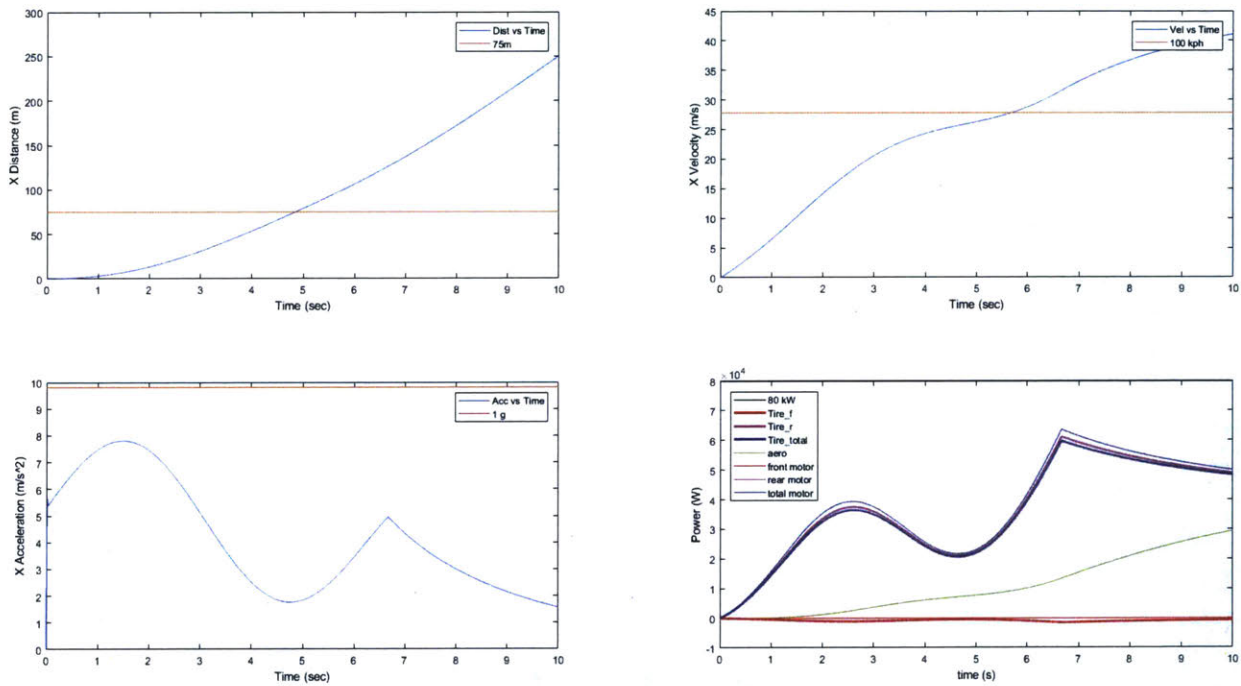 300
250
200
150
100
50
0
X Distance (m)
0 1 2 3 4 5 6 7 8 9 10
Time (sec)
Dist vs Time
75m
45
40
35
30
25
20
15
10
5
0
X Velocity (m/s)
0 1 2 3 4 5 6 7 8 9 10
Time (sec)
Vel vs Time
100 kph
10
9
8
7
6
5
4
3
2
1
0
X Acceleration (m/s^2)
0 1 2 3 4 5 6 7 8 9 10
Time (sec)
Acc vs Time
1 g
×10^4
8
7
6
5
4
3
2
1
0
-1
Power (W)
0 1 2 3 4 5 6 7 8 9 10
time (s)
80 kW
Tire_f
Tire_r
Tire_total
aero
front motor
rear motor
total motor